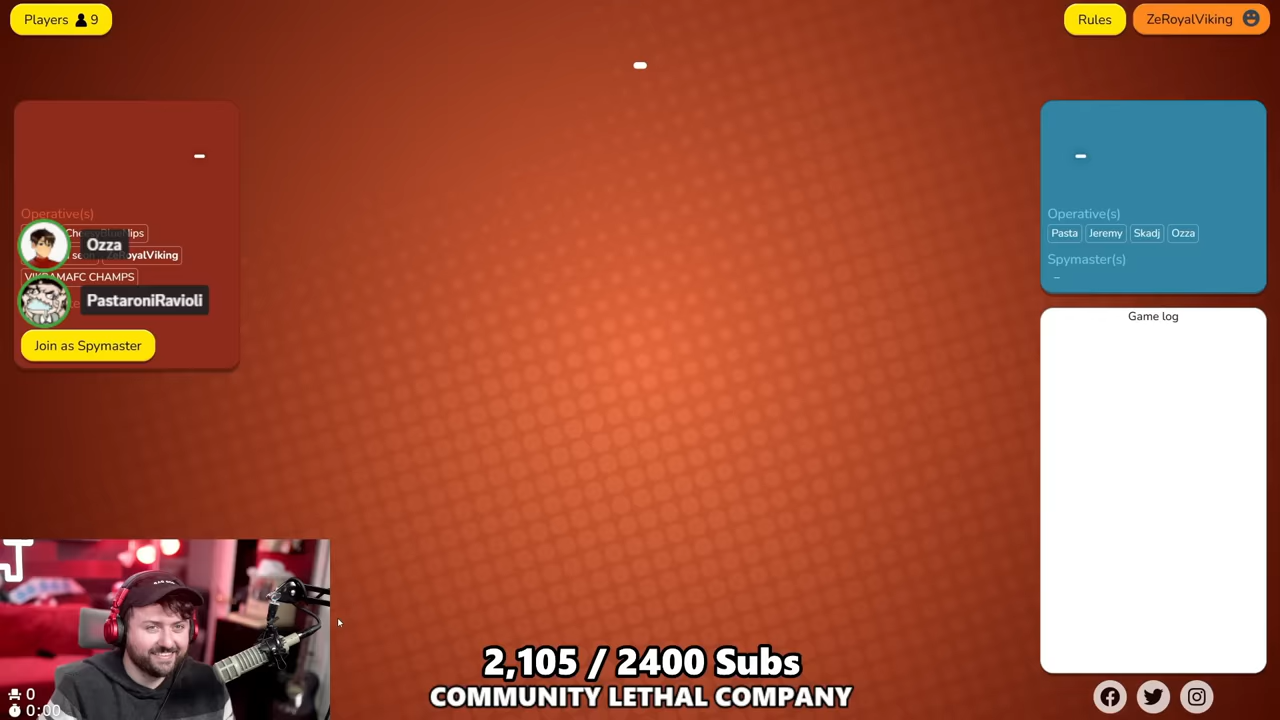 Players 9
Rules
ZeRoyalViking
-
-
-
Operative(s)
Ozza
ZeRoyalViking
VIKRAMAFC CHAMPS
PastaroniRavioli
Join as Spymaster
Operative(s)
Pasta Jeremy Skadj Ozza
Spymaster(s)
–
Game log
J
0
0:00
2,105 / 2400 Subs
COMMUNITY LETHAL COMPANY